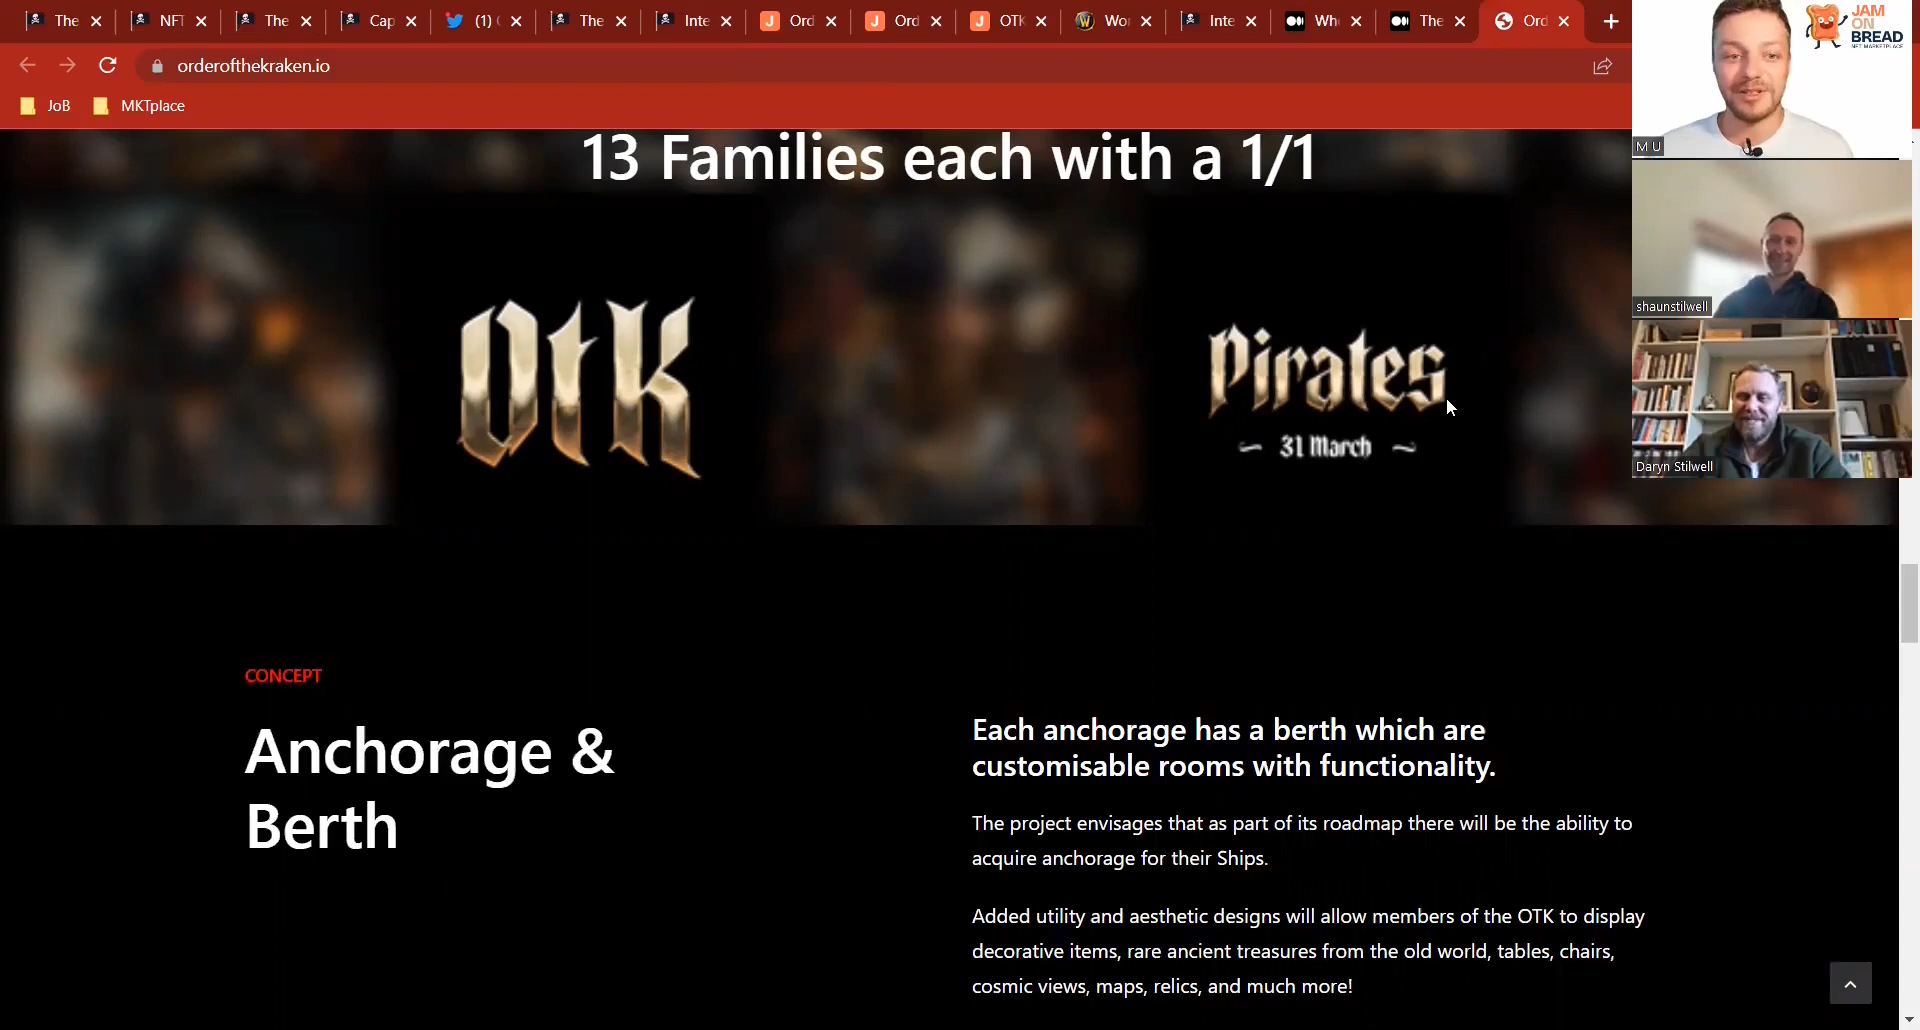 The
NFT
The
Cap
(1)
The
Inte
Ord
Ord
OTK
Wor
Inte
Wh
The
Ord
orderofthekraken.io
JoB
MKTplace
JAM
ON
BREAD
NFT MARKETPLACE
M U
shaunstilwell
Daryn Stilwell
13 Families each with a 1/1
OtK
Pirates
31 March
CONCEPT
Anchorage &
Berth
Each anchorage has a berth which are
customisable rooms with functionality.
The project envisages that as part of its roadmap there will be the ability to
acquire anchorage for their Ships.
Added utility and aesthetic designs will allow members of the OTK to display
decorative items, rare ancient treasures from the old world, tables, chairs,
cosmic views, maps, relics, and much more!